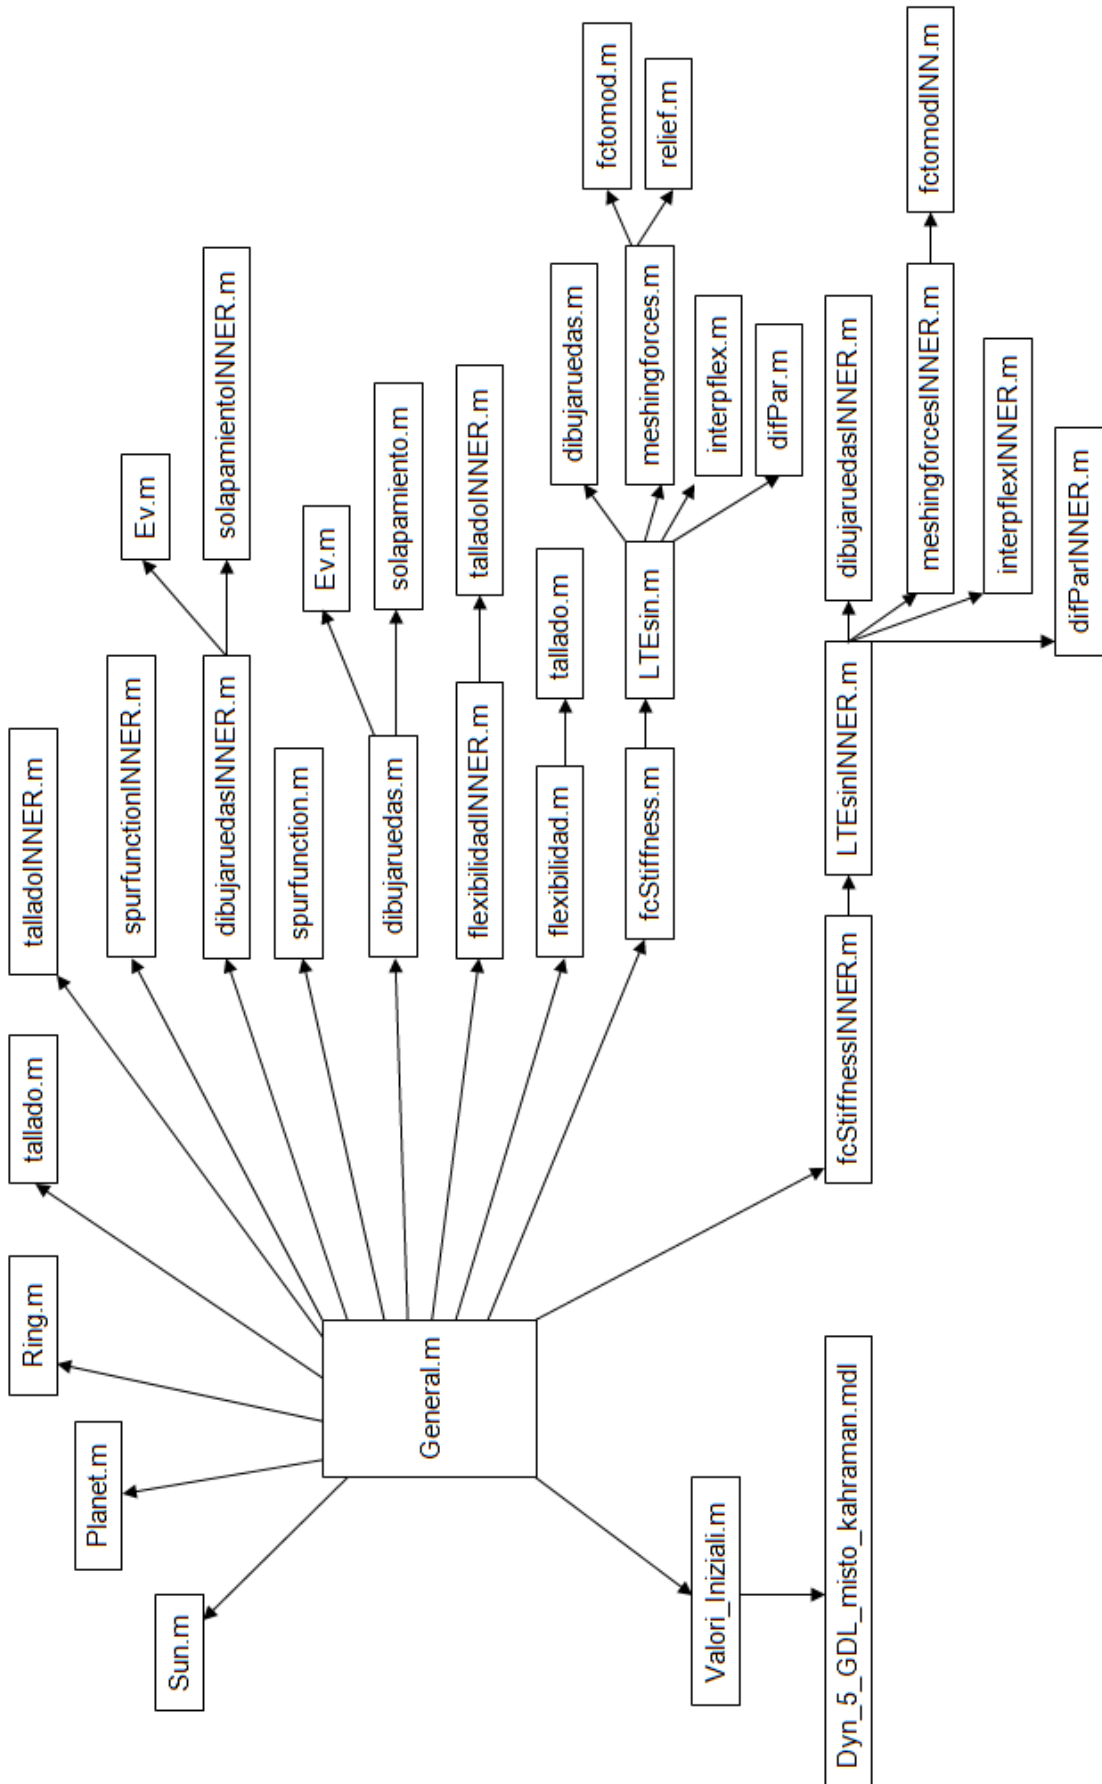 Sun.m
Planet.m
Ring.m
tallado.m
talladoINNER.m
spurfunctionINNER.m
dibujaruedasINNER.m
Ev.m
solapamientoINNER.m
spurfunction.m
dibujaruedas.m
Ev.m
solapamiento.m
flexibilidadINNER.m
talladoINNER.m
flexibilidad.m
tallado.m
fcStiffness.m
LTEsin.m
dibujaruedas.m
meshingforces.m
fctomod.m
relief.m
interpflex.m
difPar.m
General.m
fcStiffnessINNER.m
LTEsinINNER.m
dibujaruedasINNER.m
meshingforcesINNER.m
fctomodINN.m
interpflexINNER.m
difParINNER.m
Valori_Iniziali.m
Dyn_5_GDL_misto_kahraman.mdl